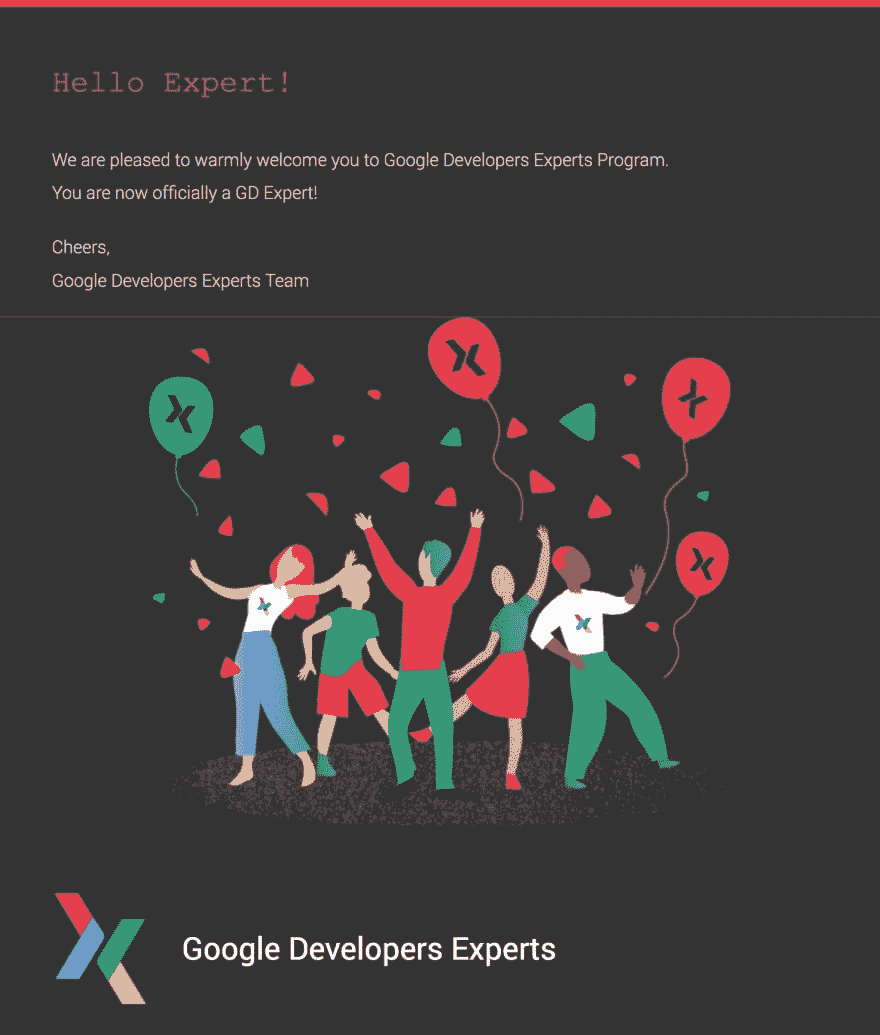 Hello Expert!
We are pleased to warmly welcome you to Google Developers Experts Program.
You are now officially a GD Expert!
Cheers,
Google Developers Experts Team
Google Developers Experts